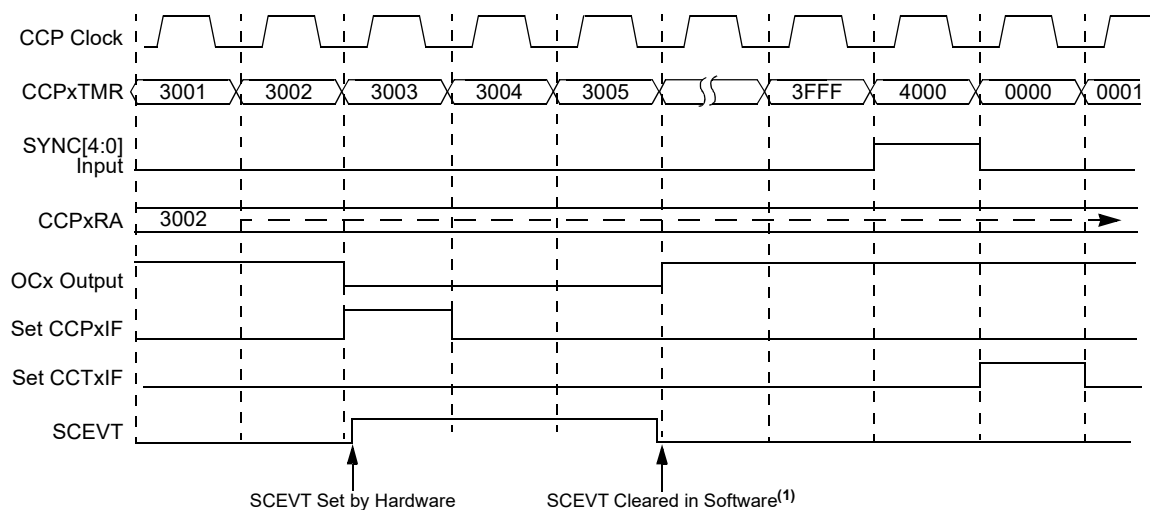 CCP Clock
CCPxTMR 3001 3002 3003 3004 3005 3FFF 4000 0000 0001
SYNC[4:0]
Input
CCPxRA 3002
OCx Output
Set CCPxIF
Set CCTxIF
SCEVT
SCEVT Set by Hardware SCEVT Cleared in Software(1)